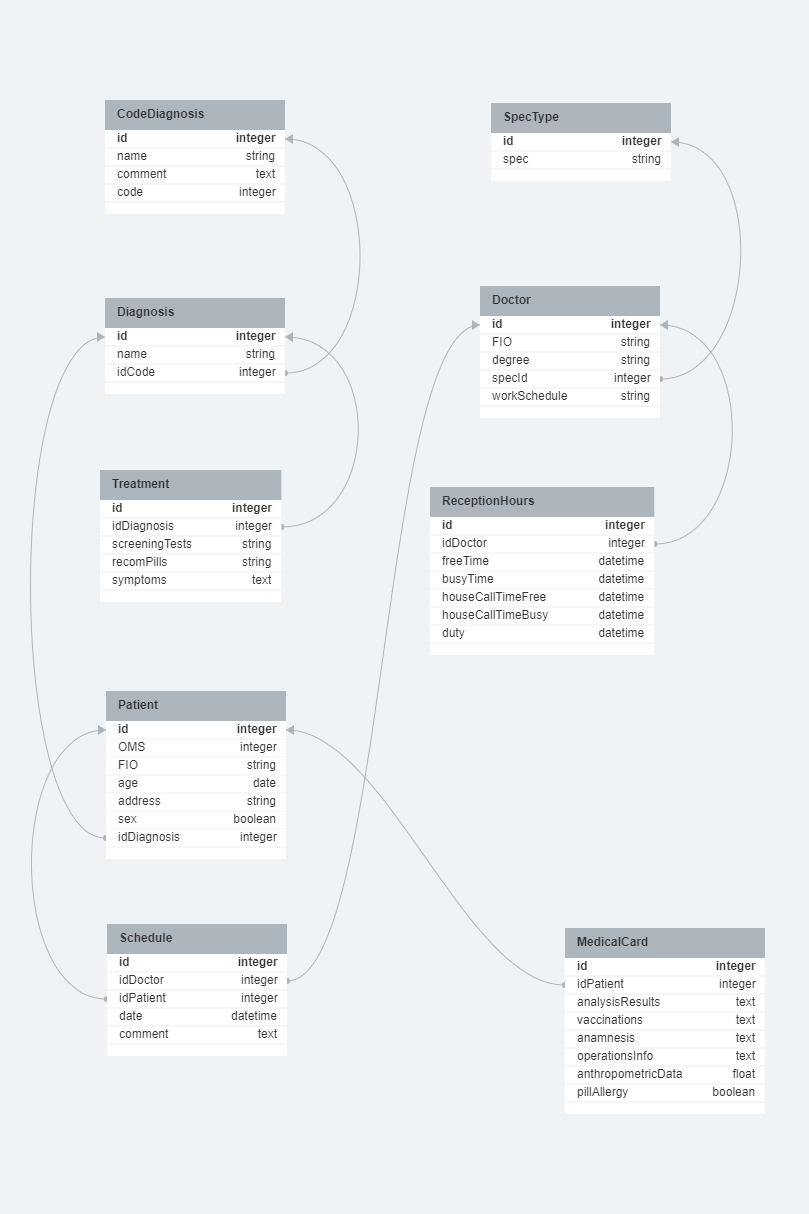 CodeDiagnosis
id integer
name string
comment text
code integer
SpecType
id integer
spec string
Diagnosis
id integer
name string
idCode integer
Doctor
id integer
FIO string
degree string
specId integer
workSchedule string
Treatment
id integer
idDiagnosis integer
screeningTests string
recomPills string
symptoms text
ReceptionHours
id integer
idDoctor integer
freeTime datetime
busyTime datetime
houseCallTimeFree datetime
houseCallTimeBusy datetime
duty datetime
Patient
id integer
OMS integer
FIO string
age date
address string
sex boolean
idDiagnosis integer
Schedule
id integer
idDoctor integer
idPatient integer
date datetime
comment text
MedicalCard
id integer
idPatient integer
analysisResults text
vaccinations text
anamnesis text
operationsInfo text
anthropometricData float
pillAllergy boolean